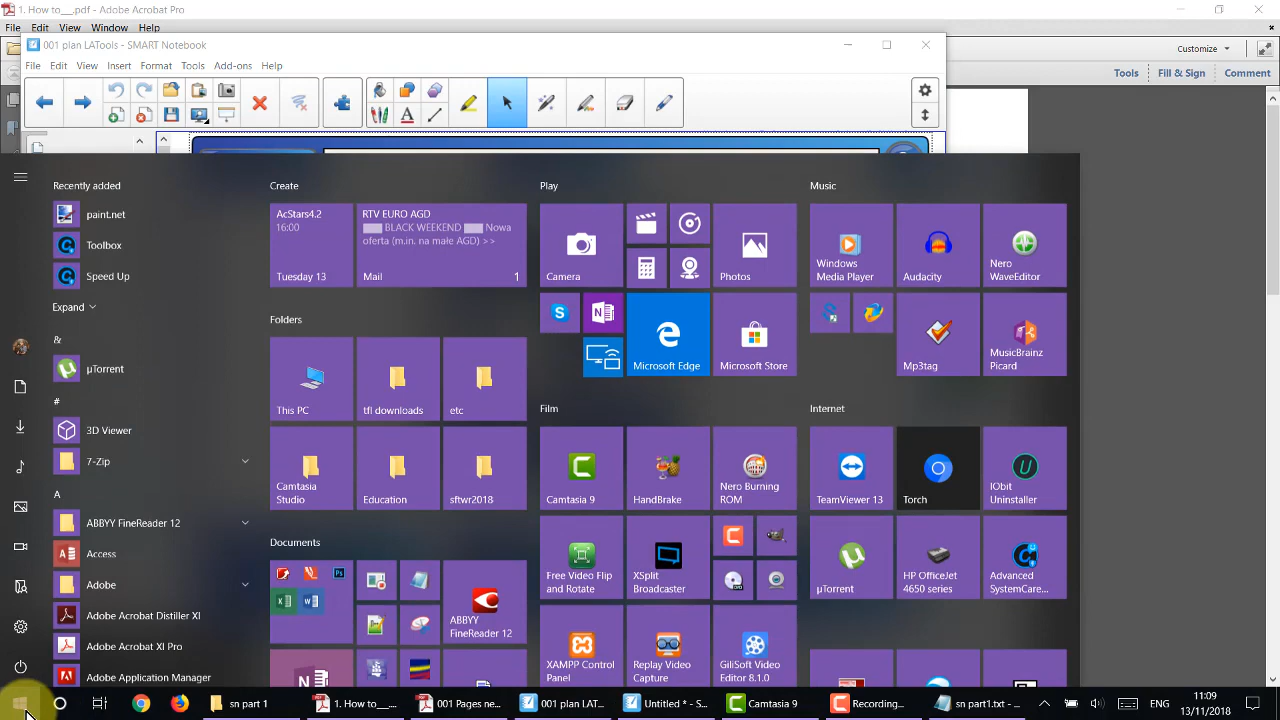 1. How to__.pdf - Adobe Acrobat Pro
File Edit View Window Help
Customize
Tools Fill & Sign Comment
001 plan LATools - SMART Notebook
File Edit View Insert Format Tools Add-ons Help
Recently added
paint.net
Toolbox
Speed Up
Expand
&
µTorrent
#
3D Viewer
7-Zip
A
ABBYY FineReader 12
Access
Adobe
Adobe Acrobat Distiller XI
Adobe Acrobat XI Pro
Adobe Application Manager
Create
AcStars4.2
16:00
Tuesday 13
RTV EURO AGD
BLACK WEEKEND Nowa
oferta (m.in. na małe AGD) >>
Mail 1
Folders
This PC
tfl downloads
etc
Camtasia
Studio
Education
sftwr2018
Documents
ABBYY
FineReader 12
Play
Camera
Photos
Microsoft Edge
Microsoft Store
Film
Camtasia 9
HandBrake
Nero Burning
ROM
Free Video Flip
and Rotate
XSplit
Broadcaster
XAMPP Control
Panel
Replay Video
Capture
GiliSoft Video
Editor 8.1.0
Music
Windows
Media Player
Audacity
Nero
WaveEditor
Mp3tag
MusicBrainz
Picard
Internet
TeamViewer 13
Torch
IObit
Uninstaller
µTorrent
HP OfficeJet
4650 series
Advanced
SystemCare...
sn part 1
1. How to__...
001 Pages ne...
001 plan LAT...
Untitled * - S...
Camtasia 9
Recording...
sn part1.txt - ...
ENG
11:09
13/11/2018